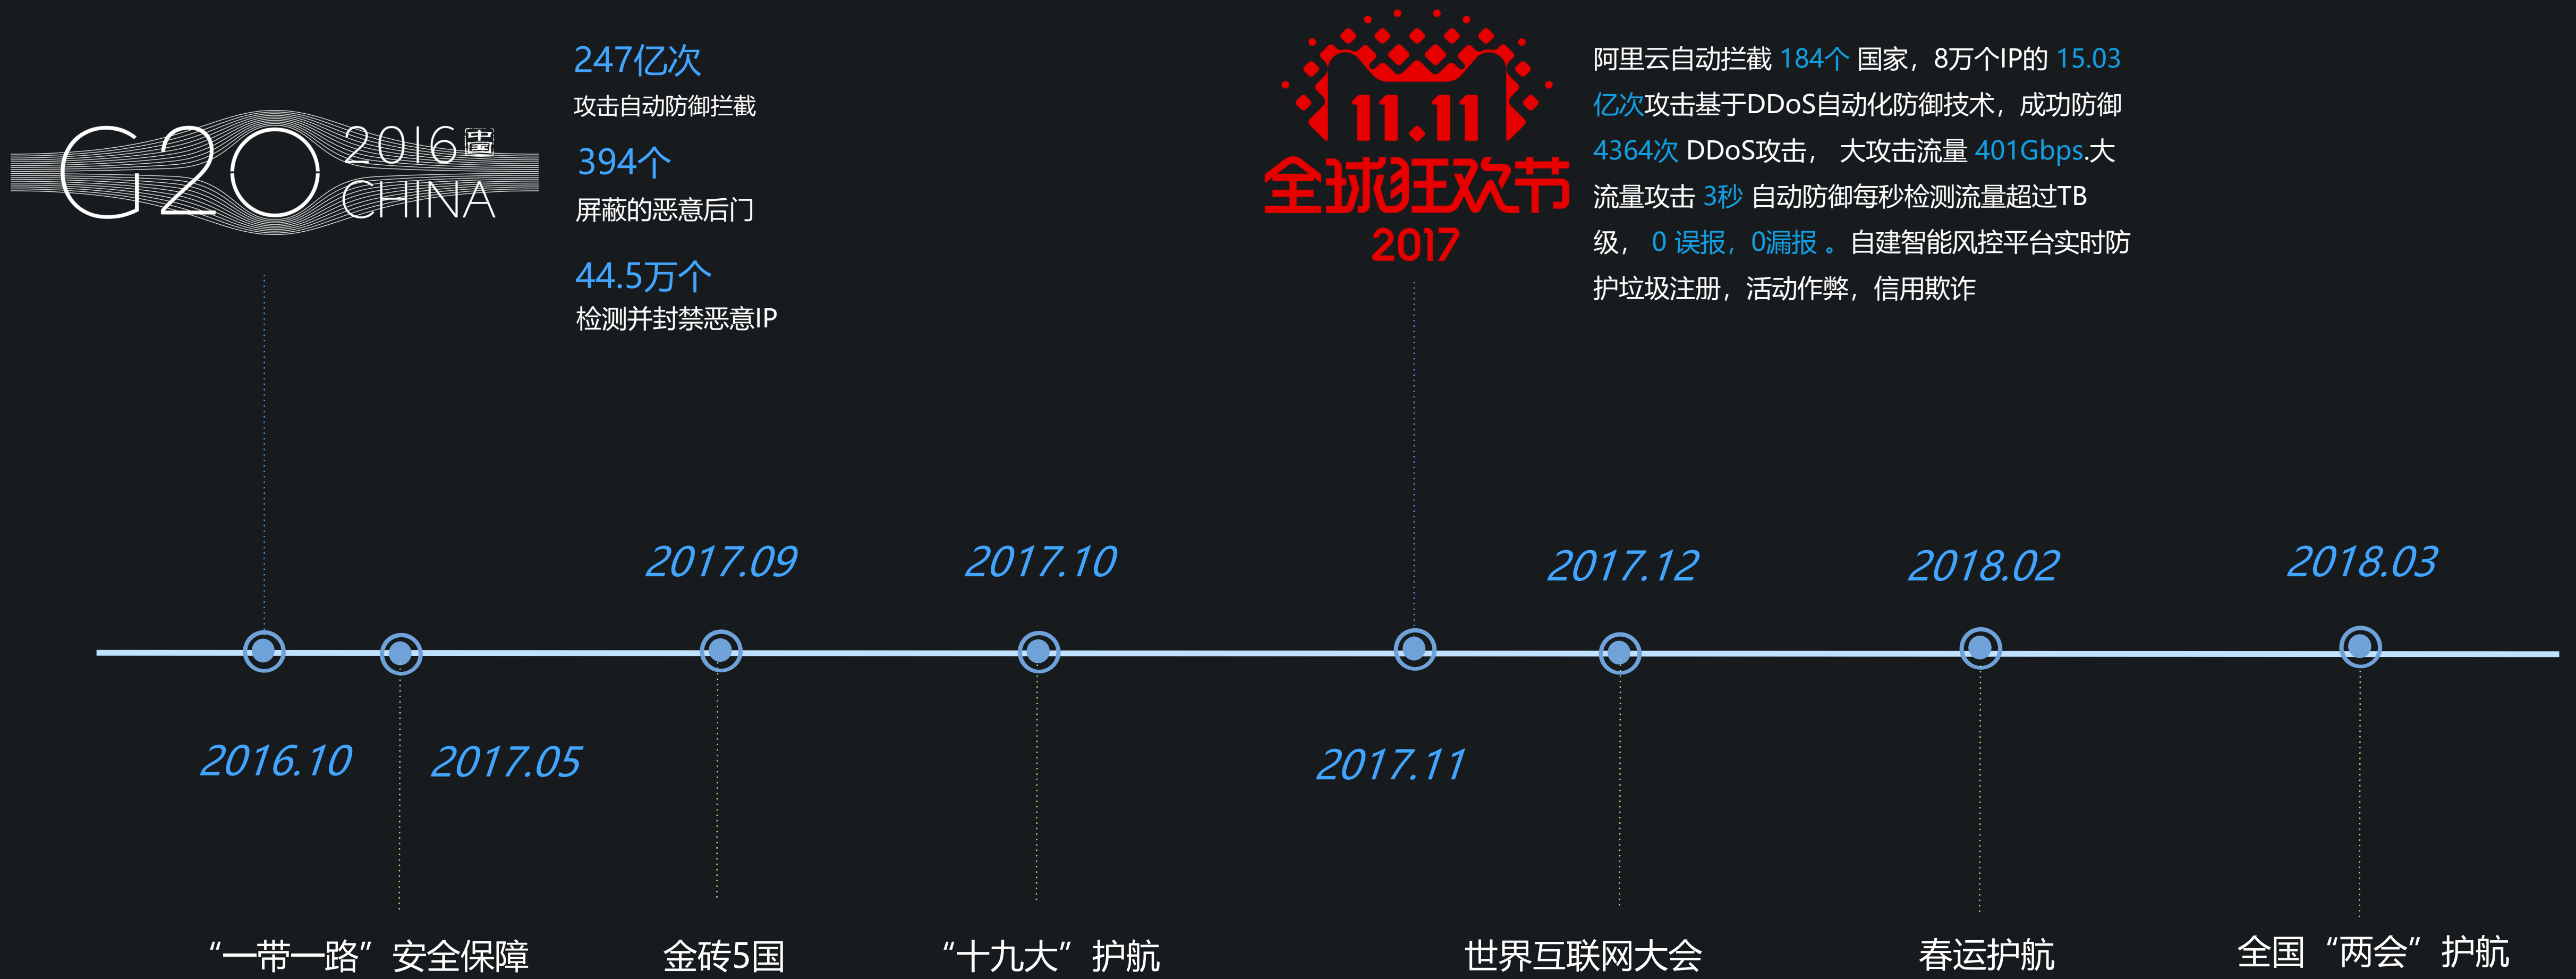 G20 2016 中国
CHINA
247亿次
攻击自动防御拦截
394个
屏蔽的恶意后门
44.5万个
检测并封禁恶意IP
11.11
全球狂欢节
2017
阿里云自动拦截 184个 国家，8万个IP的 15.03
亿次攻击基于DDoS自动化防御技术，成功防御
4364次 DDoS攻击， 大攻击流量 401Gbps.大
流量攻击 3秒 自动防御每秒检测流量超过TB
级， 0 误报，0漏报 。自建智能风控平台实时防
护垃圾注册，活动作弊，信用欺诈
2017.09
2017.10
2017.12
2018.02
2018.03
2016.10
2017.05
2017.11
“一带一路”安全保障
金砖5国
“十九大”护航
世界互联网大会
春运护航
全国“两会”护航